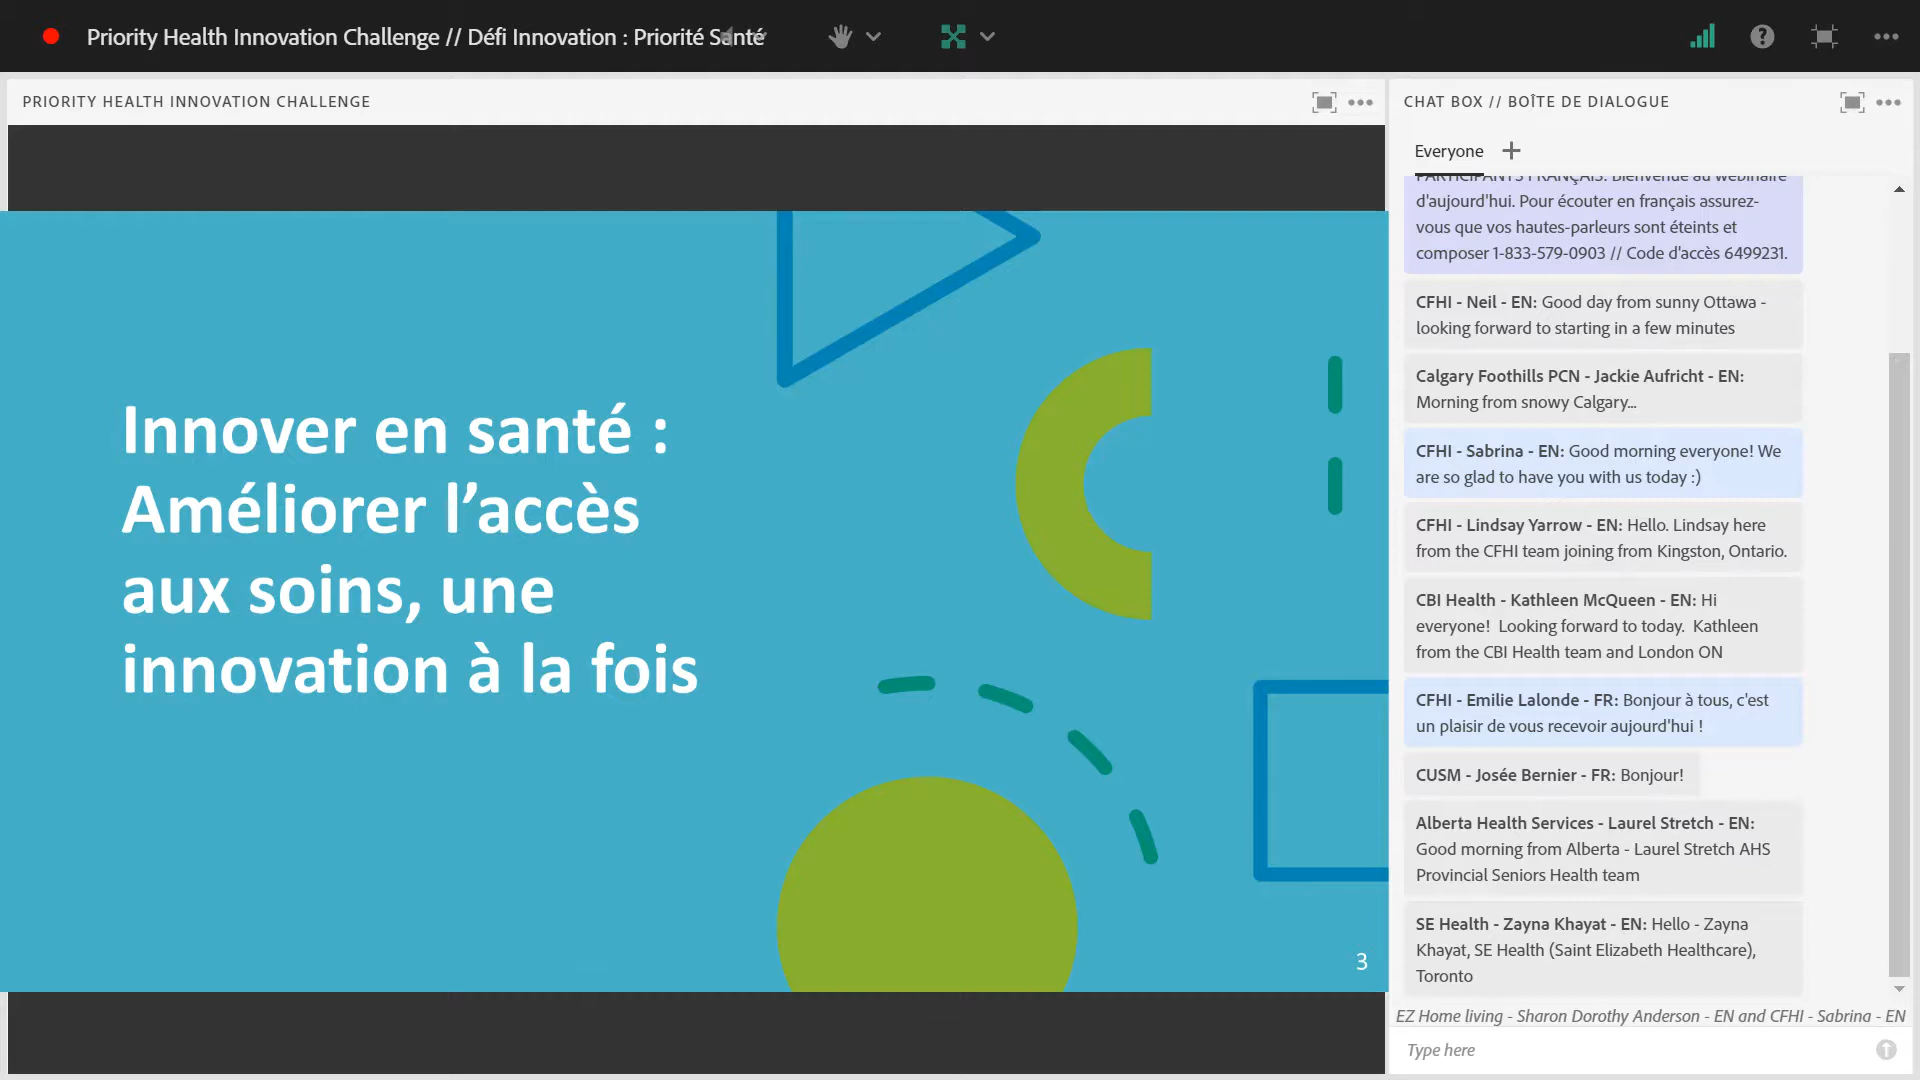 Priority Health Innovation Challenge // Défi Innovation : Priorité Santé
PRIORITY HEALTH INNOVATION CHALLENGE
Innover en santé :
Améliorer l’accès
aux soins, une
innovation à la fois
3
CHAT BOX // BOÎTE DE DIALOGUE
Everyone
PARTICIPANTS FRANÇAIS: Bienvenue au webinaire
d'aujourd'hui. Pour écouter en français assurez-
vous que vos hautes-parleurs sont éteints et
composer 1-833-579-0903 // Code d'accès 6499231.
CFHI - Neil - EN: Good day from sunny Ottawa -
looking forward to starting in a few minutes
Calgary Foothills PCN - Jackie Aufricht - EN:
Morning from snowy Calgary...
CFHI - Sabrina - EN: Good morning everyone! We
are so glad to have you with us today :)
CFHI - Lindsay Yarrow - EN: Hello. Lindsay here
from the CFHI team joining from Kingston, Ontario.
CBI Health - Kathleen McQueen - EN: Hi
everyone! Looking forward to today. Kathleen
from the CBI Health team and London ON
CFHI - Emilie Lalonde - FR: Bonjour à tous, c'est
un plaisir de vous recevoir aujourd'hui !
CUSM - Josée Bernier - FR: Bonjour!
Alberta Health Services - Laurel Stretch - EN:
Good morning from Alberta - Laurel Stretch AHS
Provincial Seniors Health team
SE Health - Zayna Khayat - EN: Hello - Zayna
Khayat, SE Health (Saint Elizabeth Healthcare),
Toronto
EZ Home living - Sharon Dorothy Anderson - EN and CFHI - Sabrina - EN
Type here